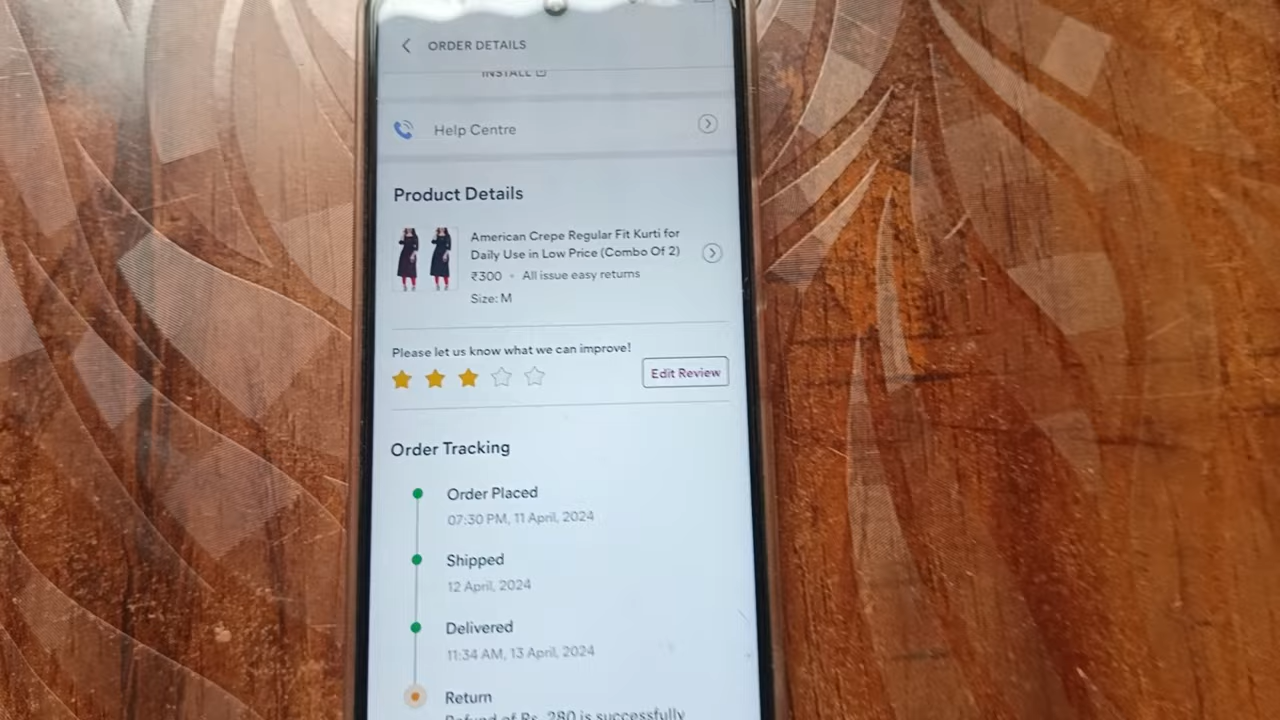 ORDER DETAILS
INSTALL
Help Centre
Product Details
American Crepe Regular Fit Kurti for
Daily Use in Low Price (Combo Of 2)
₹300 • All issue easy returns
Size: M
Please let us know what we can improve!
Edit Review
Order Tracking
Order Placed
07:30 PM, 11 April, 2024
Shipped
12 April, 2024
Delivered
11:34 AM, 13 April, 2024
Return
Refund of Rs. 280 is successfully